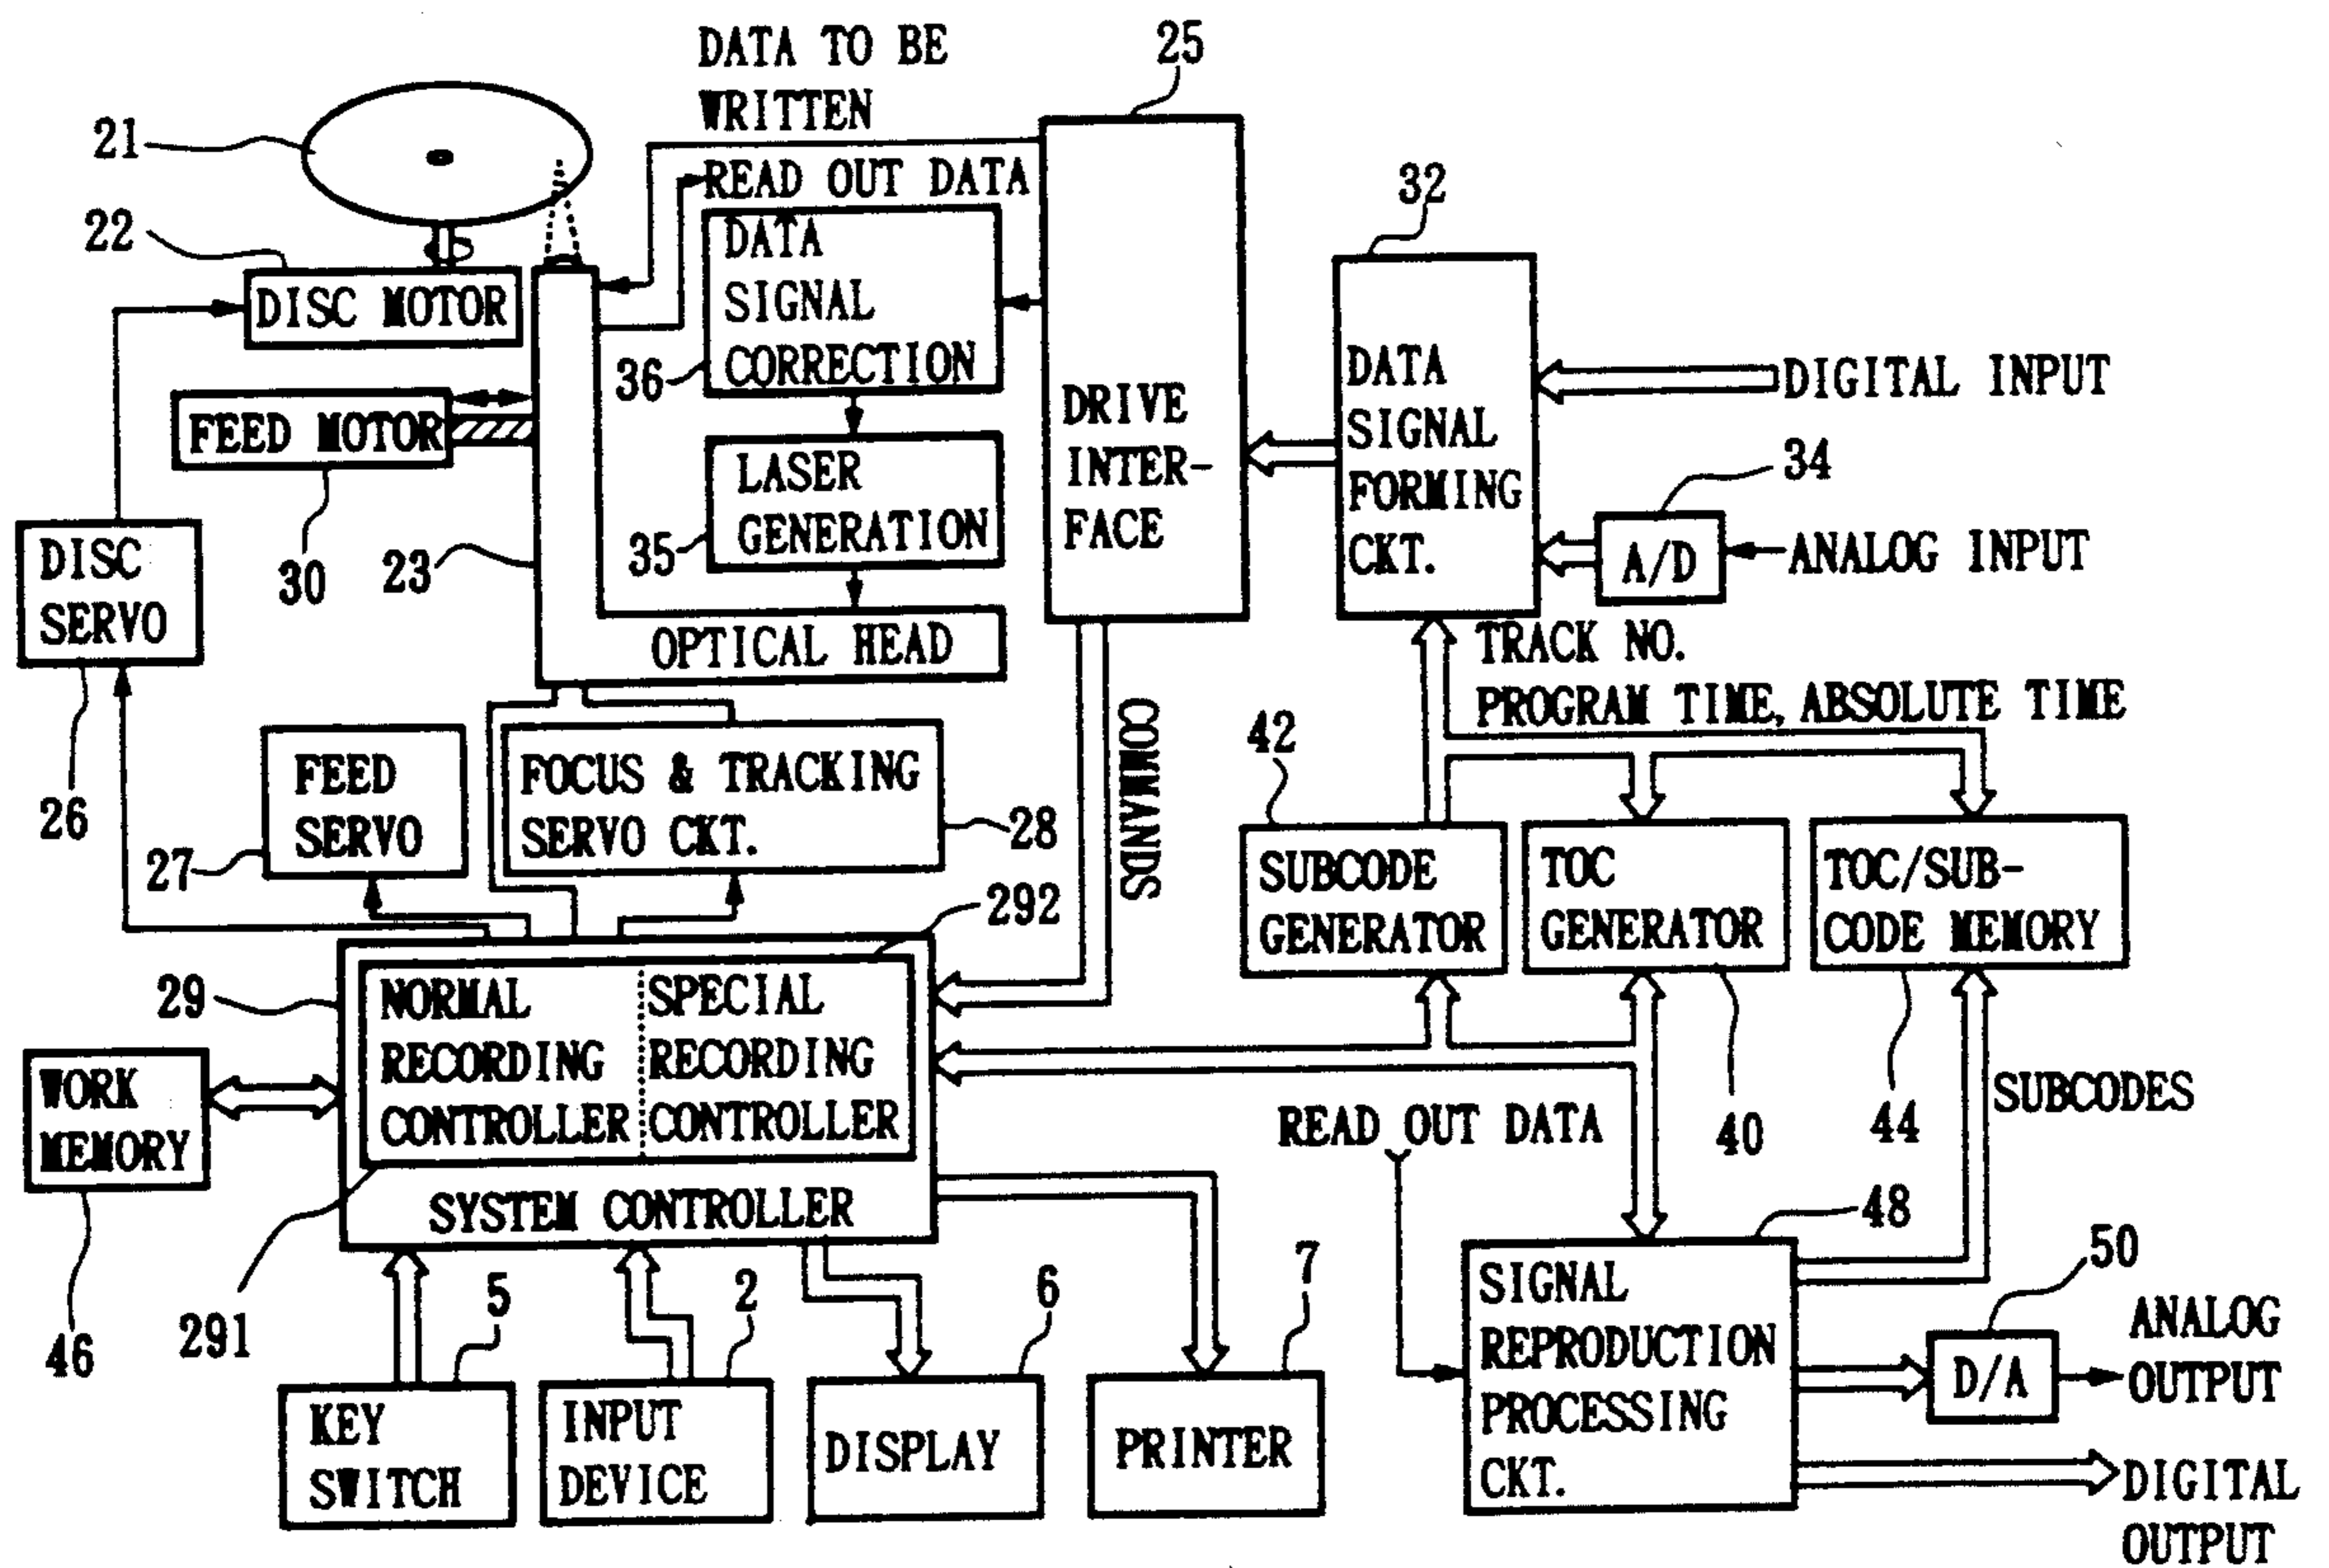 DATA TO BE
WRITTEN
25
21
READ OUT DATA
32
22
DATA
SIGNAL
CORRECTION
DISC MOTOR
36
DATA
SIGNAL
FORMING
CKT.
DIGITAL INPUT
DRIVE
INTER-
FACE
FEED MOTOR
34
LASER
GENERATION
35
A/D
ANALOG INPUT
DISC
SERVO
30
23
OPTICAL HEAD
TRACK NO.
PROGRAM TIME, ABSOLUTE TIME
COMMANDS
26
42
FEED
SERVO
27
FOCUS & TRACKING
SERVO CKT.
28
SUBCODE
GENERATOR
TOC
GENERATOR
TOC/SUB-
CODE MEMORY
292
29
NORMAL
RECORDING
CONTROLLER
SPECIAL
RECORDING
CONTROLLER
WORK
MEMORY
READ OUT DATA
40
44
SUBCODES
SYSTEM CONTROLLER
48
50
46
291
5
2
6
7
SIGNAL
REPRODUCTION
PROCESSING
CKT.
ANALOG
OUTPUT
D/A
KEY
SWITCH
INPUT
DEVICE
DISPLAY
PRINTER
DIGITAL
OUTPUT